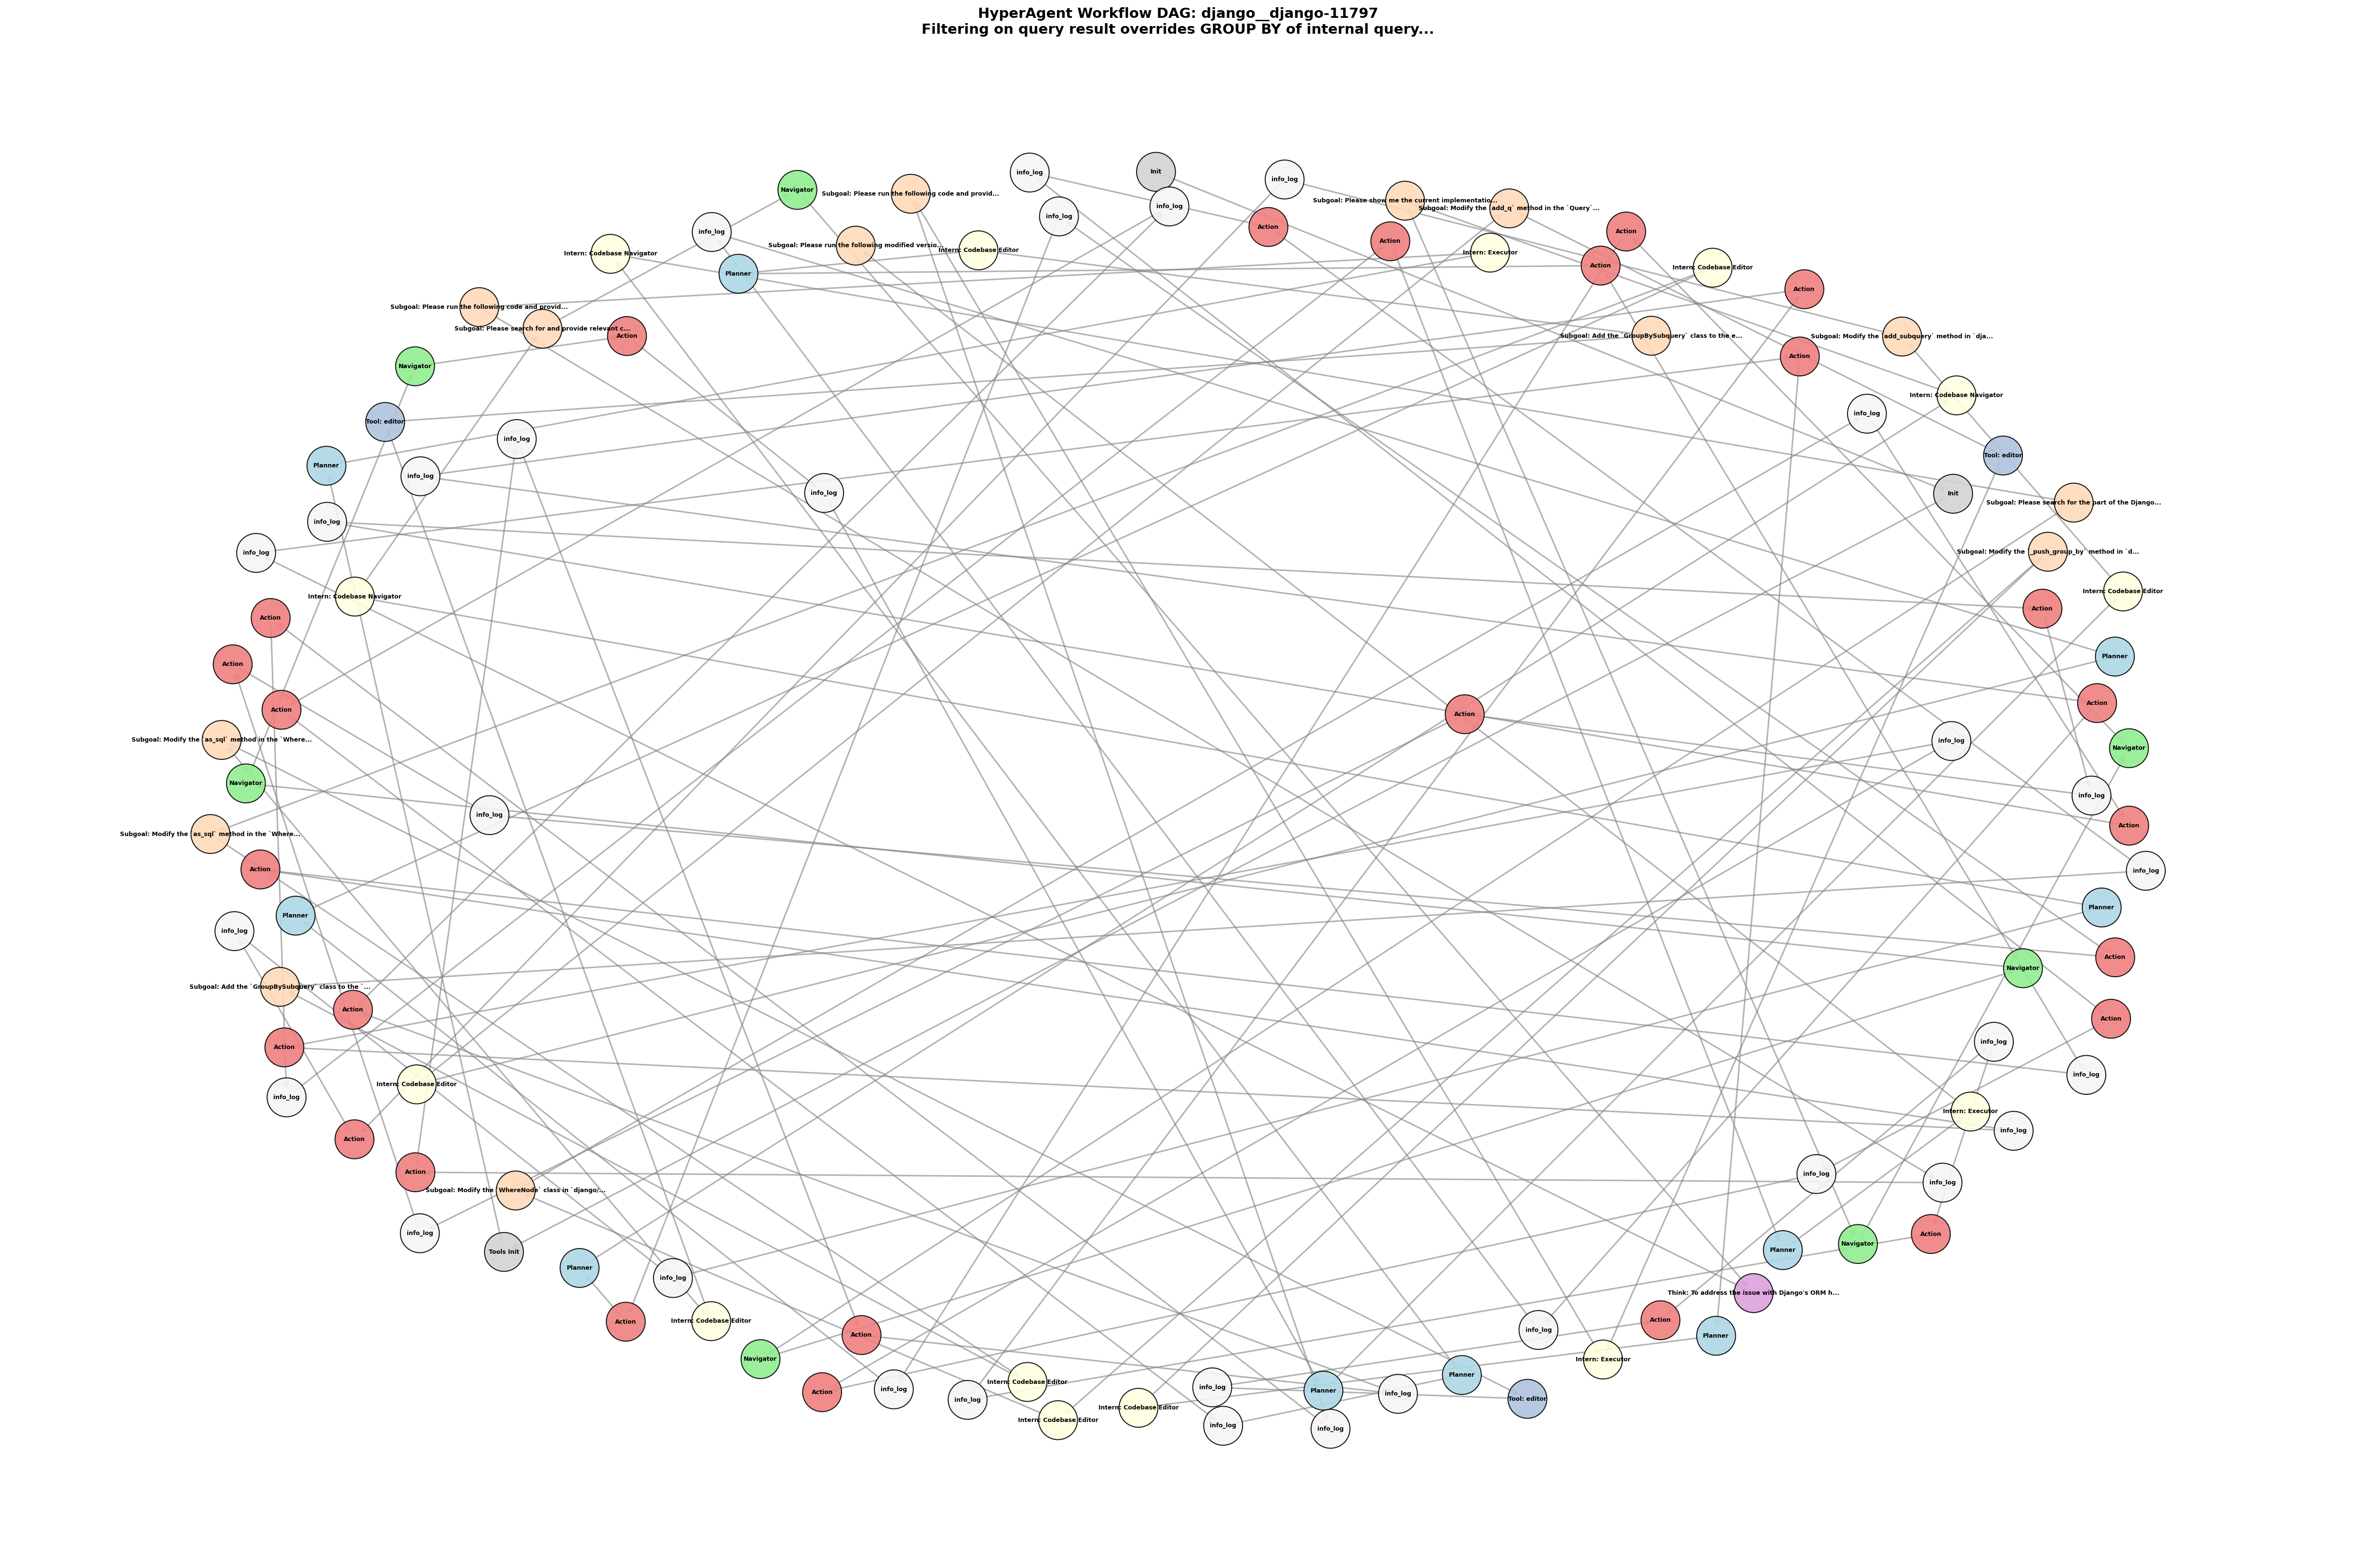 HyperAgent Workflow DAG: django__django-11797
Filtering on query result overrides GROUP BY of internal query...
Init
info_log
info_log
Navigator
Subgoal: Please run the following code and provid...
info_log
Subgoal: Please show me the current implementatio...
info_log
Subgoal: Modify the `add_q` method in the `Query`...
info_log
Action
info_log
Action
Action
Subgoal: Please run the following modified versio...
Intern: Codebase Editor
Intern: Executor
Intern: Codebase Navigator
Action
Intern: Codebase Editor
Planner
Action
Subgoal: Please run the following code and provid...
Subgoal: Please search for and provide relevant c...
Action
Subgoal: Add the `GroupBySubquery` class to the e...
Subgoal: Modify the `add_subquery` method in `dja...
Action
Navigator
Intern: Codebase Navigator
info_log
Tool: editor
info_log
Tool: editor
Planner
info_log
info_log
Init
Subgoal: Please search for the part of the Django...
info_log
info_log
Subgoal: Modify the `_push_group_by` method in `d...
Intern: Codebase Editor
Intern: Codebase Navigator
Action
Action
Planner
Action
Action
Action
Action
Subgoal: Modify the `as_sql` method in the `Where...
info_log
Navigator
Navigator
info_log
info_log
Action
Subgoal: Modify the `as_sql` method in the `Where...
Action
info_log
Planner
Planner
info_log
Action
Navigator
Subgoal: Add the `GroupBySubquery` class to the `...
Action
Action
info_log
Action
info_log
Intern: Codebase Editor
info_log
Intern: Executor
info_log
Action
Action
info_log
info_log
Subgoal: Modify the `WhereNode` class in `django/...
info_log
Action
Navigator
Planner
Tools Init
Planner
info_log
Think: To address the issue with Django's ORM h...
Action
Intern: Codebase Editor
Action
info_log
Action
Planner
Navigator
Intern: Executor
Planner
Intern: Codebase Editor
info_log
info_log
Planner
Action
info_log
Tool: editor
info_log
Intern: Codebase Editor
Intern: Codebase Editor
info_log
info_log